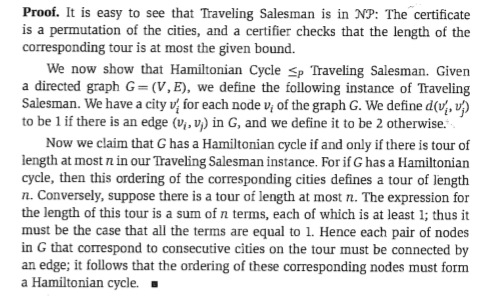 Proof. It is easy to see that Traveling Salesman is in NP: The certificate
is a permutation of the cities, and a certifier checks that the length of the
corresponding tour is at most the given bound.
We now show that Hamiltonian Cycle ≤P Traveling Salesman. Given
a directed graph G = (V, E), we define the following instance of Traveling
Salesman. We have a city v′i for each node vi of the graph G. We define d(v′i, v′j)
to be 1 if there is an edge (vi, vj) in G, and we define it to be 2 otherwise.
Now we claim that G has a Hamiltonian cycle if and only if there is tour of
length at most n in our Traveling Salesman instance. For if G has a Hamiltonian
cycle, then this ordering of the corresponding cities defines a tour of length
n. Conversely, suppose there is a tour of length at most n. The expression for
the length of this tour is a sum of n terms, each of which is at least 1; thus it
must be the case that all the terms are equal to 1. Hence each pair of nodes
in G that correspond to consecutive cities on the tour must be connected by
an edge; it follows that the ordering of these corresponding nodes must form
a Hamiltonian cycle. ■